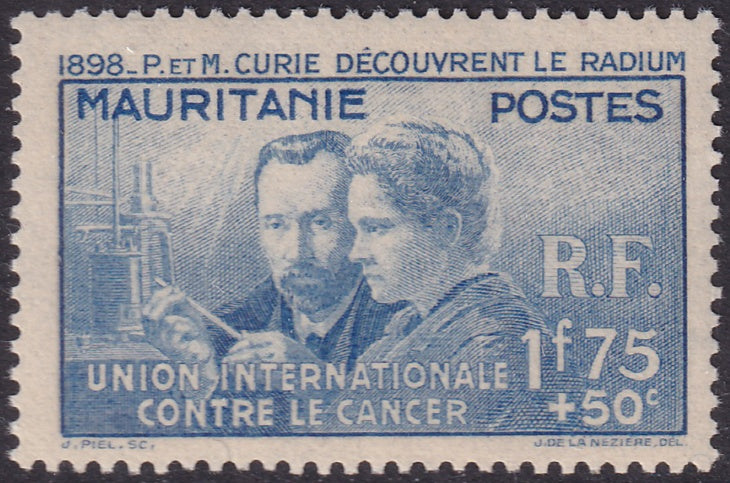 1898_P. ET M. CURIE DÉCOUVRENT LE RADIUM
MAURITANIE POSTES
R.F.
1f75
UNION INTERNATIONALE
+50c
CONTRE LE CANCER
J. PIEL. SC. J. DE LA NEZIÈRE. DEL.